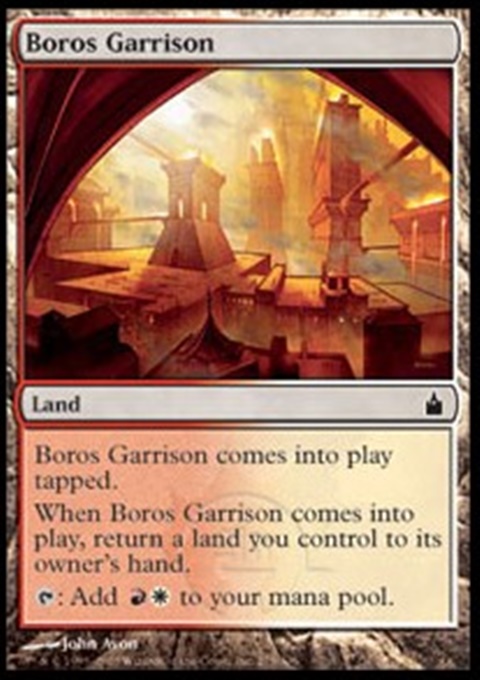 Boros Garrison
Land
Boros Garrison comes into play
tapped.
When Boros Garrison comes into
play, return a land you control to its
owner's hand.
: Add to your mana pool.
John Avon